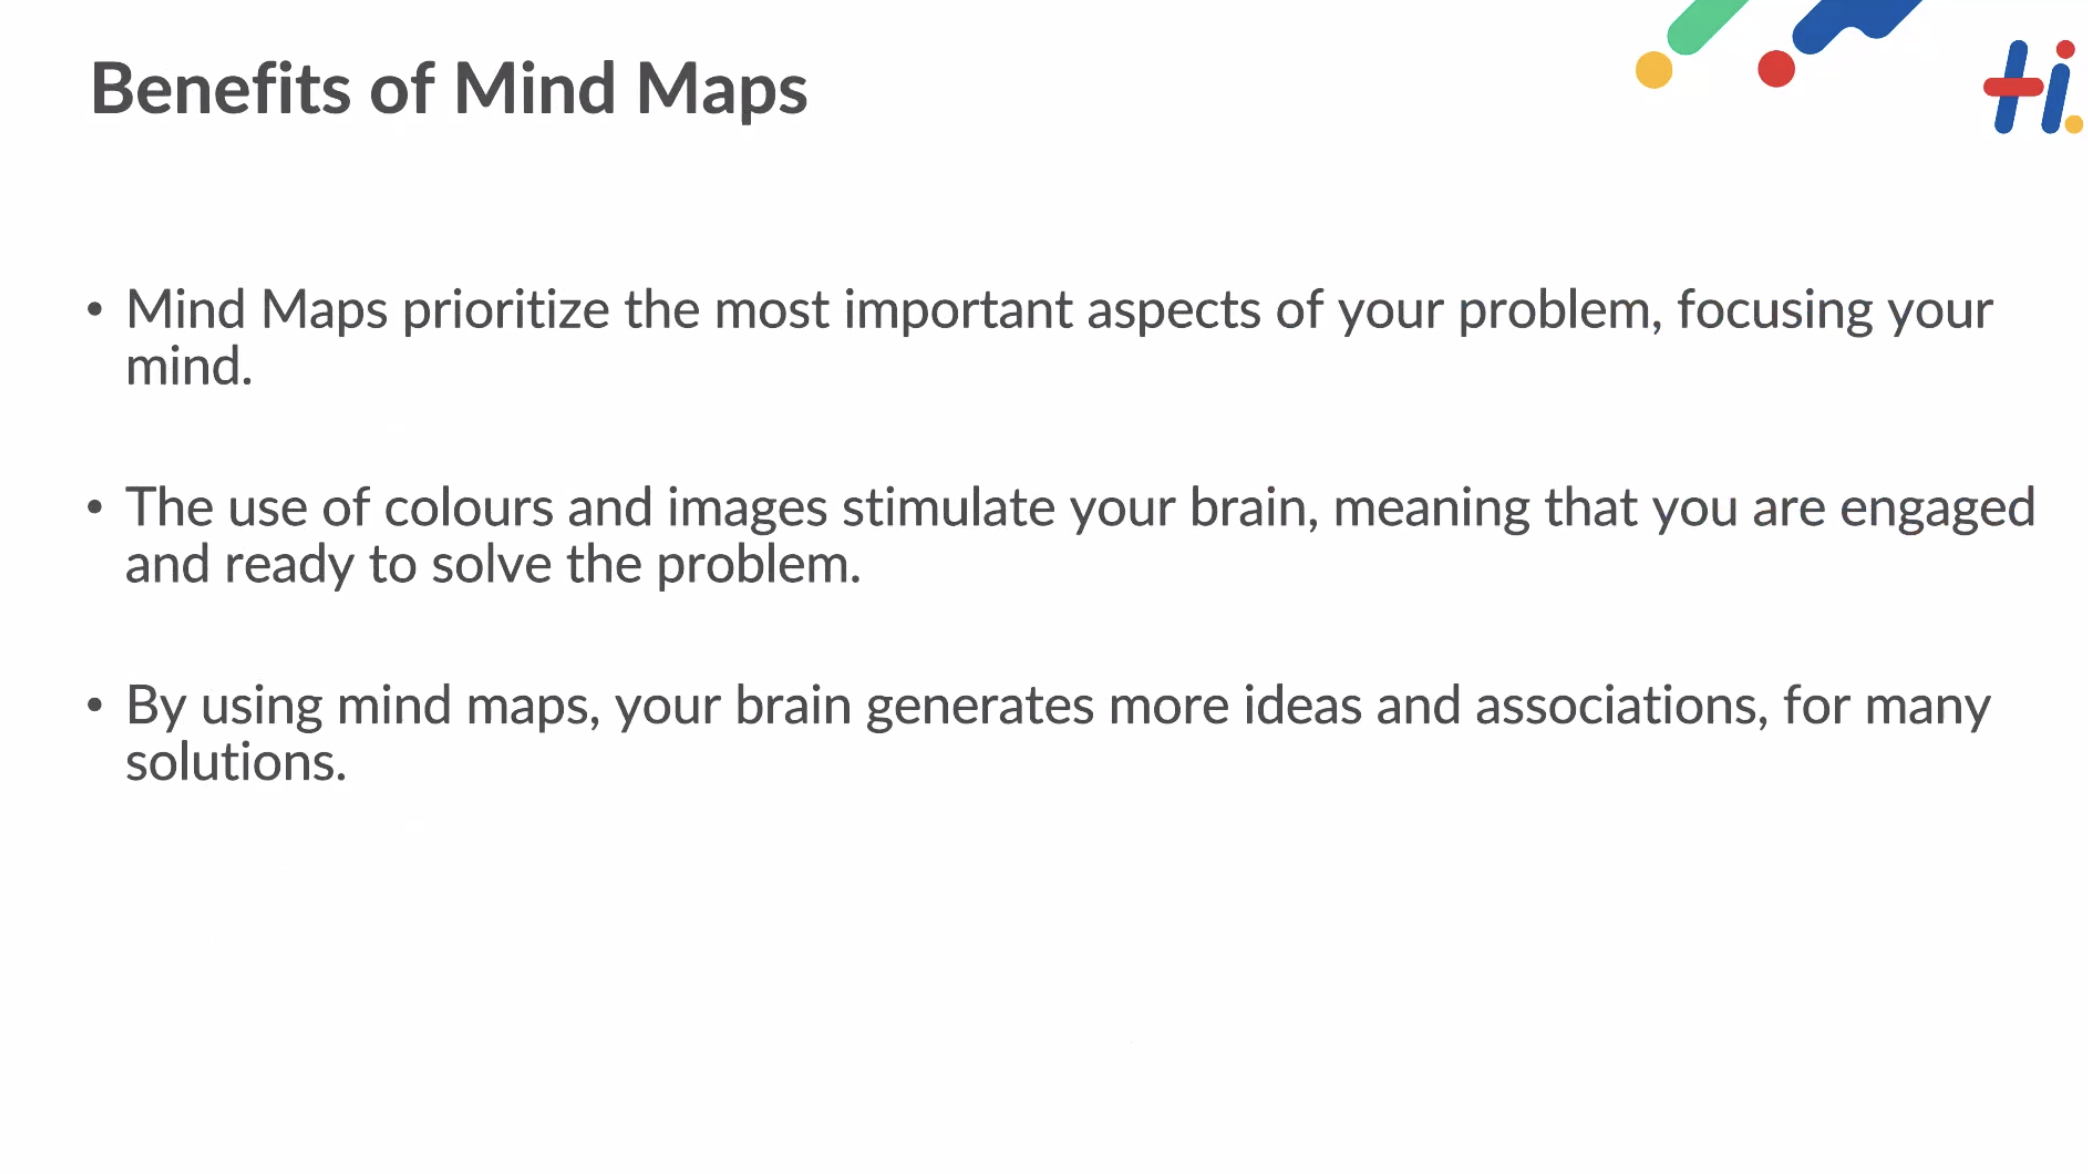 Benefits of Mind Maps
Hi.
• Mind Maps prioritize the most important aspects of your problem, focusing your
mind.
• The use of colours and images stimulate your brain, meaning that you are engaged
and ready to solve the problem.
• By using mind maps, your brain generates more ideas and associations, for many
solutions.